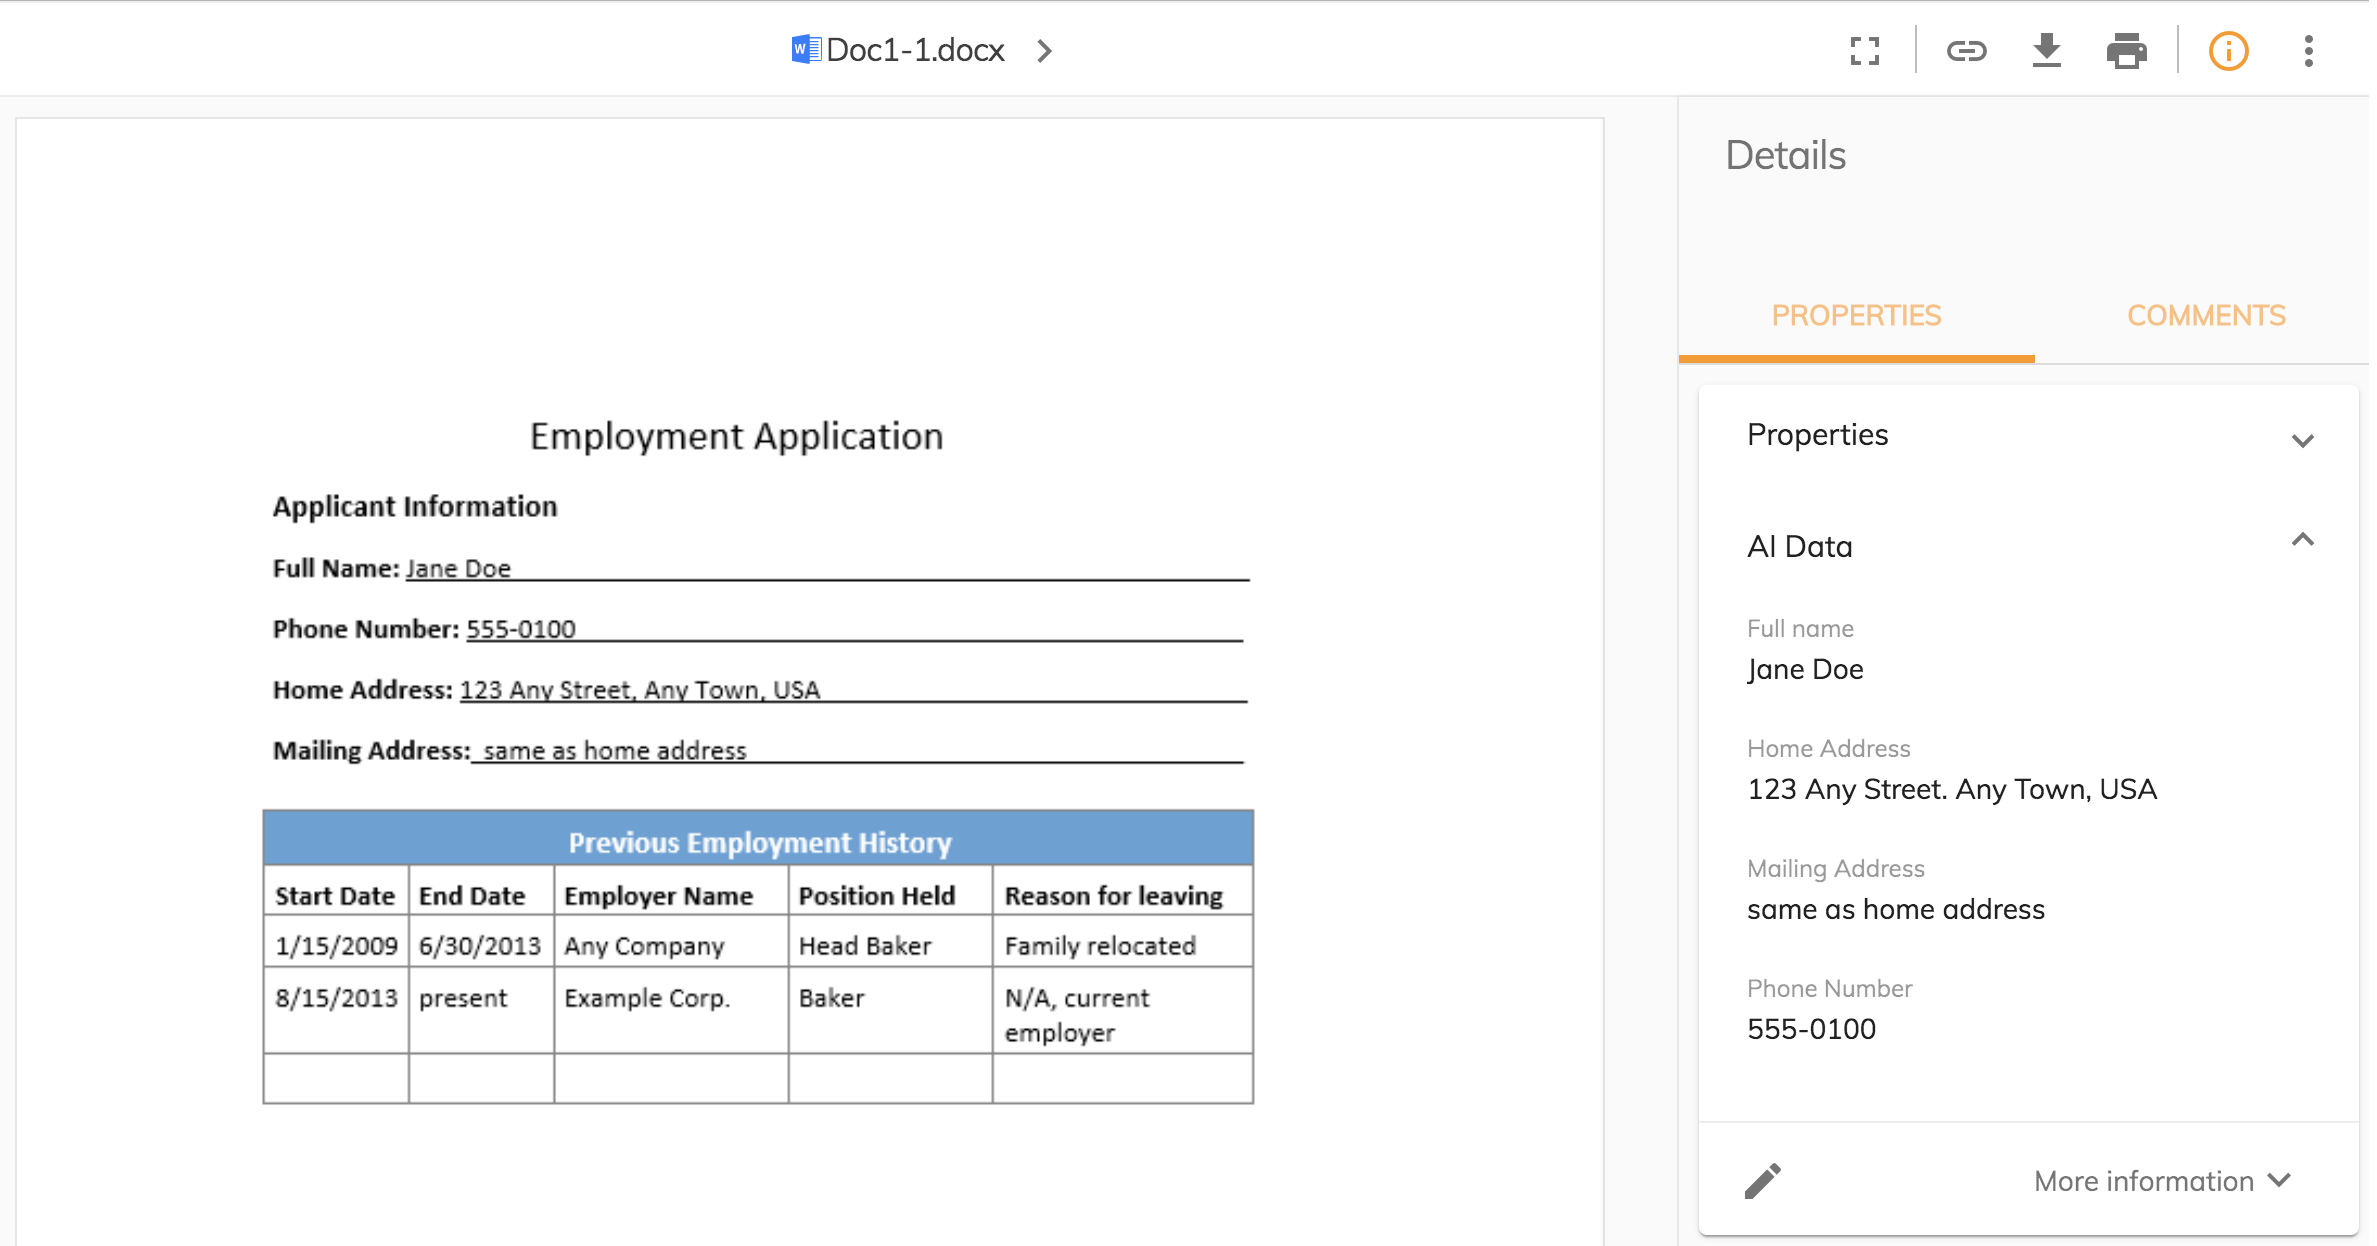 Doc1-1.docx
Employment Application
Applicant Information
Full Name: Jane Doe
Phone Number: 555-0100
Home Address: 123 Any Street, Any Town, USA
Mailing Address: same as home address
Previous Employment History
Start Date End Date Employer Name Position Held Reason for leaving
1/15/2009 6/30/2013 Any Company Head Baker Family relocated
8/15/2013 present Example Corp. Baker N/A, current
employer
Details
PROPERTIES COMMENTS
Properties
AI Data
Full name
Jane Doe
Home Address
123 Any Street. Any Town, USA
Mailing Address
same as home address
Phone Number
555-0100
More information